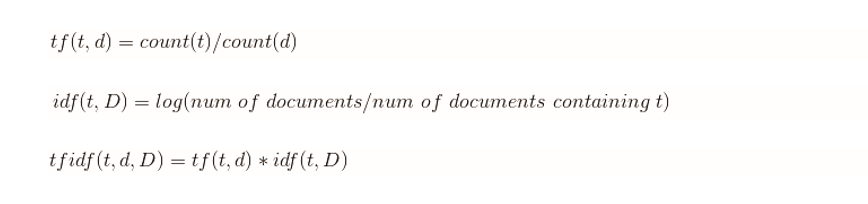 tf(t, d) = count(t)/count(d)
idf(t, D) = log(num of documents/num of documents containing t)
tfidf(t, d, D) = tf(t, d) * idf(t, D)